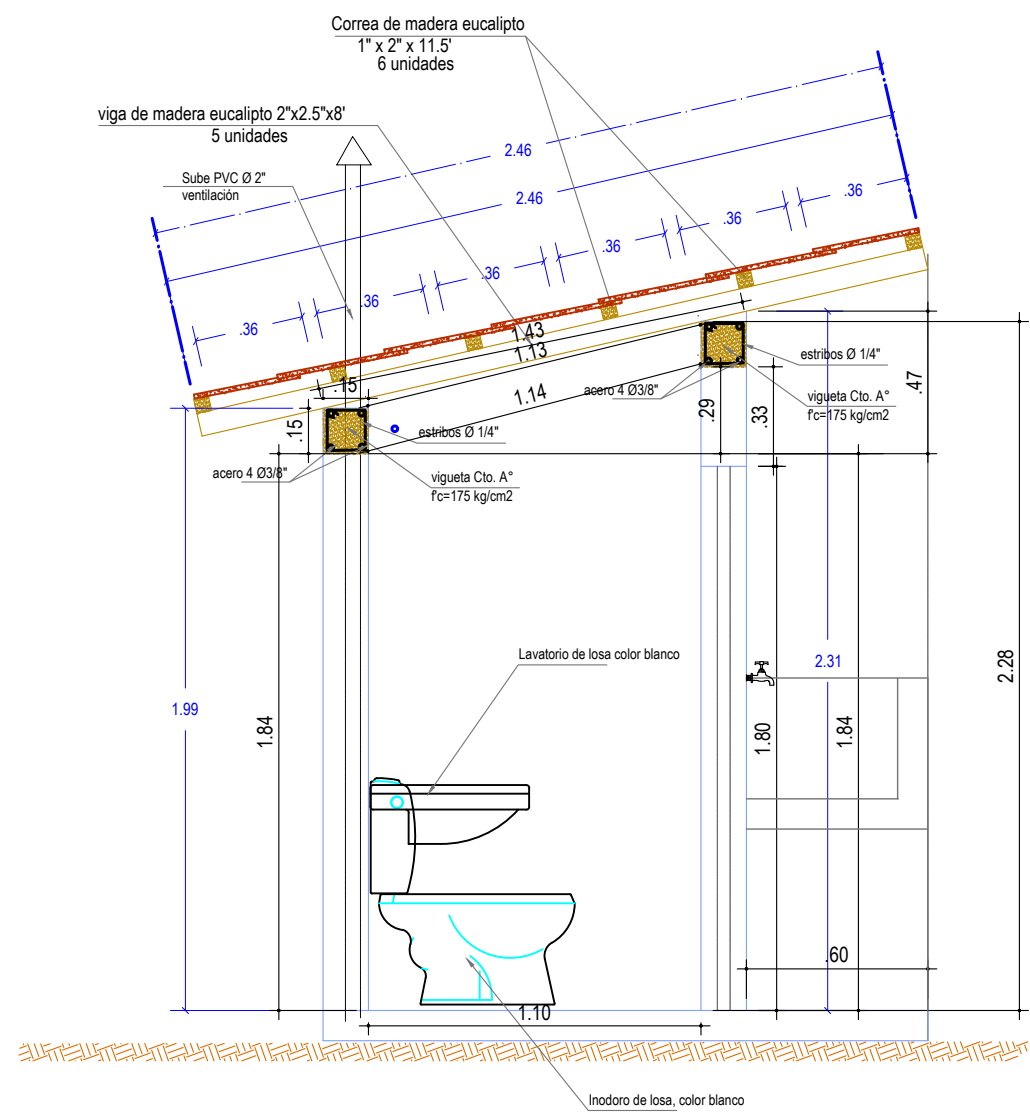 Correa de madera eucalipto
1" x 2" x 11.5'
6 unidades
viga de madera eucalipto 2"x2.5"x8'
5 unidades
Sube PVC Ø 2"
ventilación
2.46
2.46
.36
.36
.36
.36
.36
.36
1.43
1.13
1.14
.15
.15
estribos Ø 1/4"
acero 4 Ø3/8"
vigueta Cto. A°
f'c=175 kg/cm2
estribos Ø 1/4"
acero 4 Ø3/8"
vigueta Cto. A°
f'c=175 kg/cm2
.29
.33
.47
Lavatorio de losa color blanco
1.99
1.84
2.31
1.80
1.84
2.28
.60
1.10
Inodoro de losa, color blanco